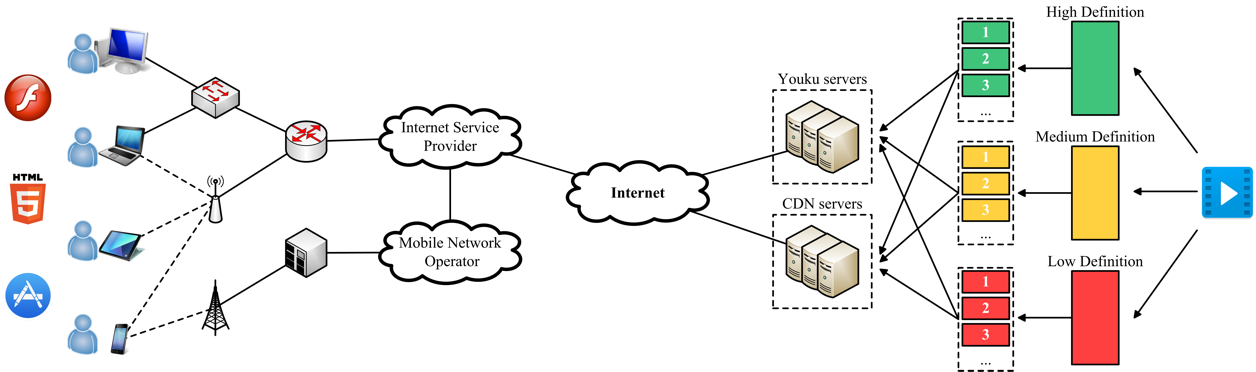 HTML
5
Internet Service
Provider
Mobile Network
Operator
Internet
Youku servers
CDN servers
1
2
3
...
High Definition
1
2
3
...
Medium Definition
1
2
3
...
Low Definition